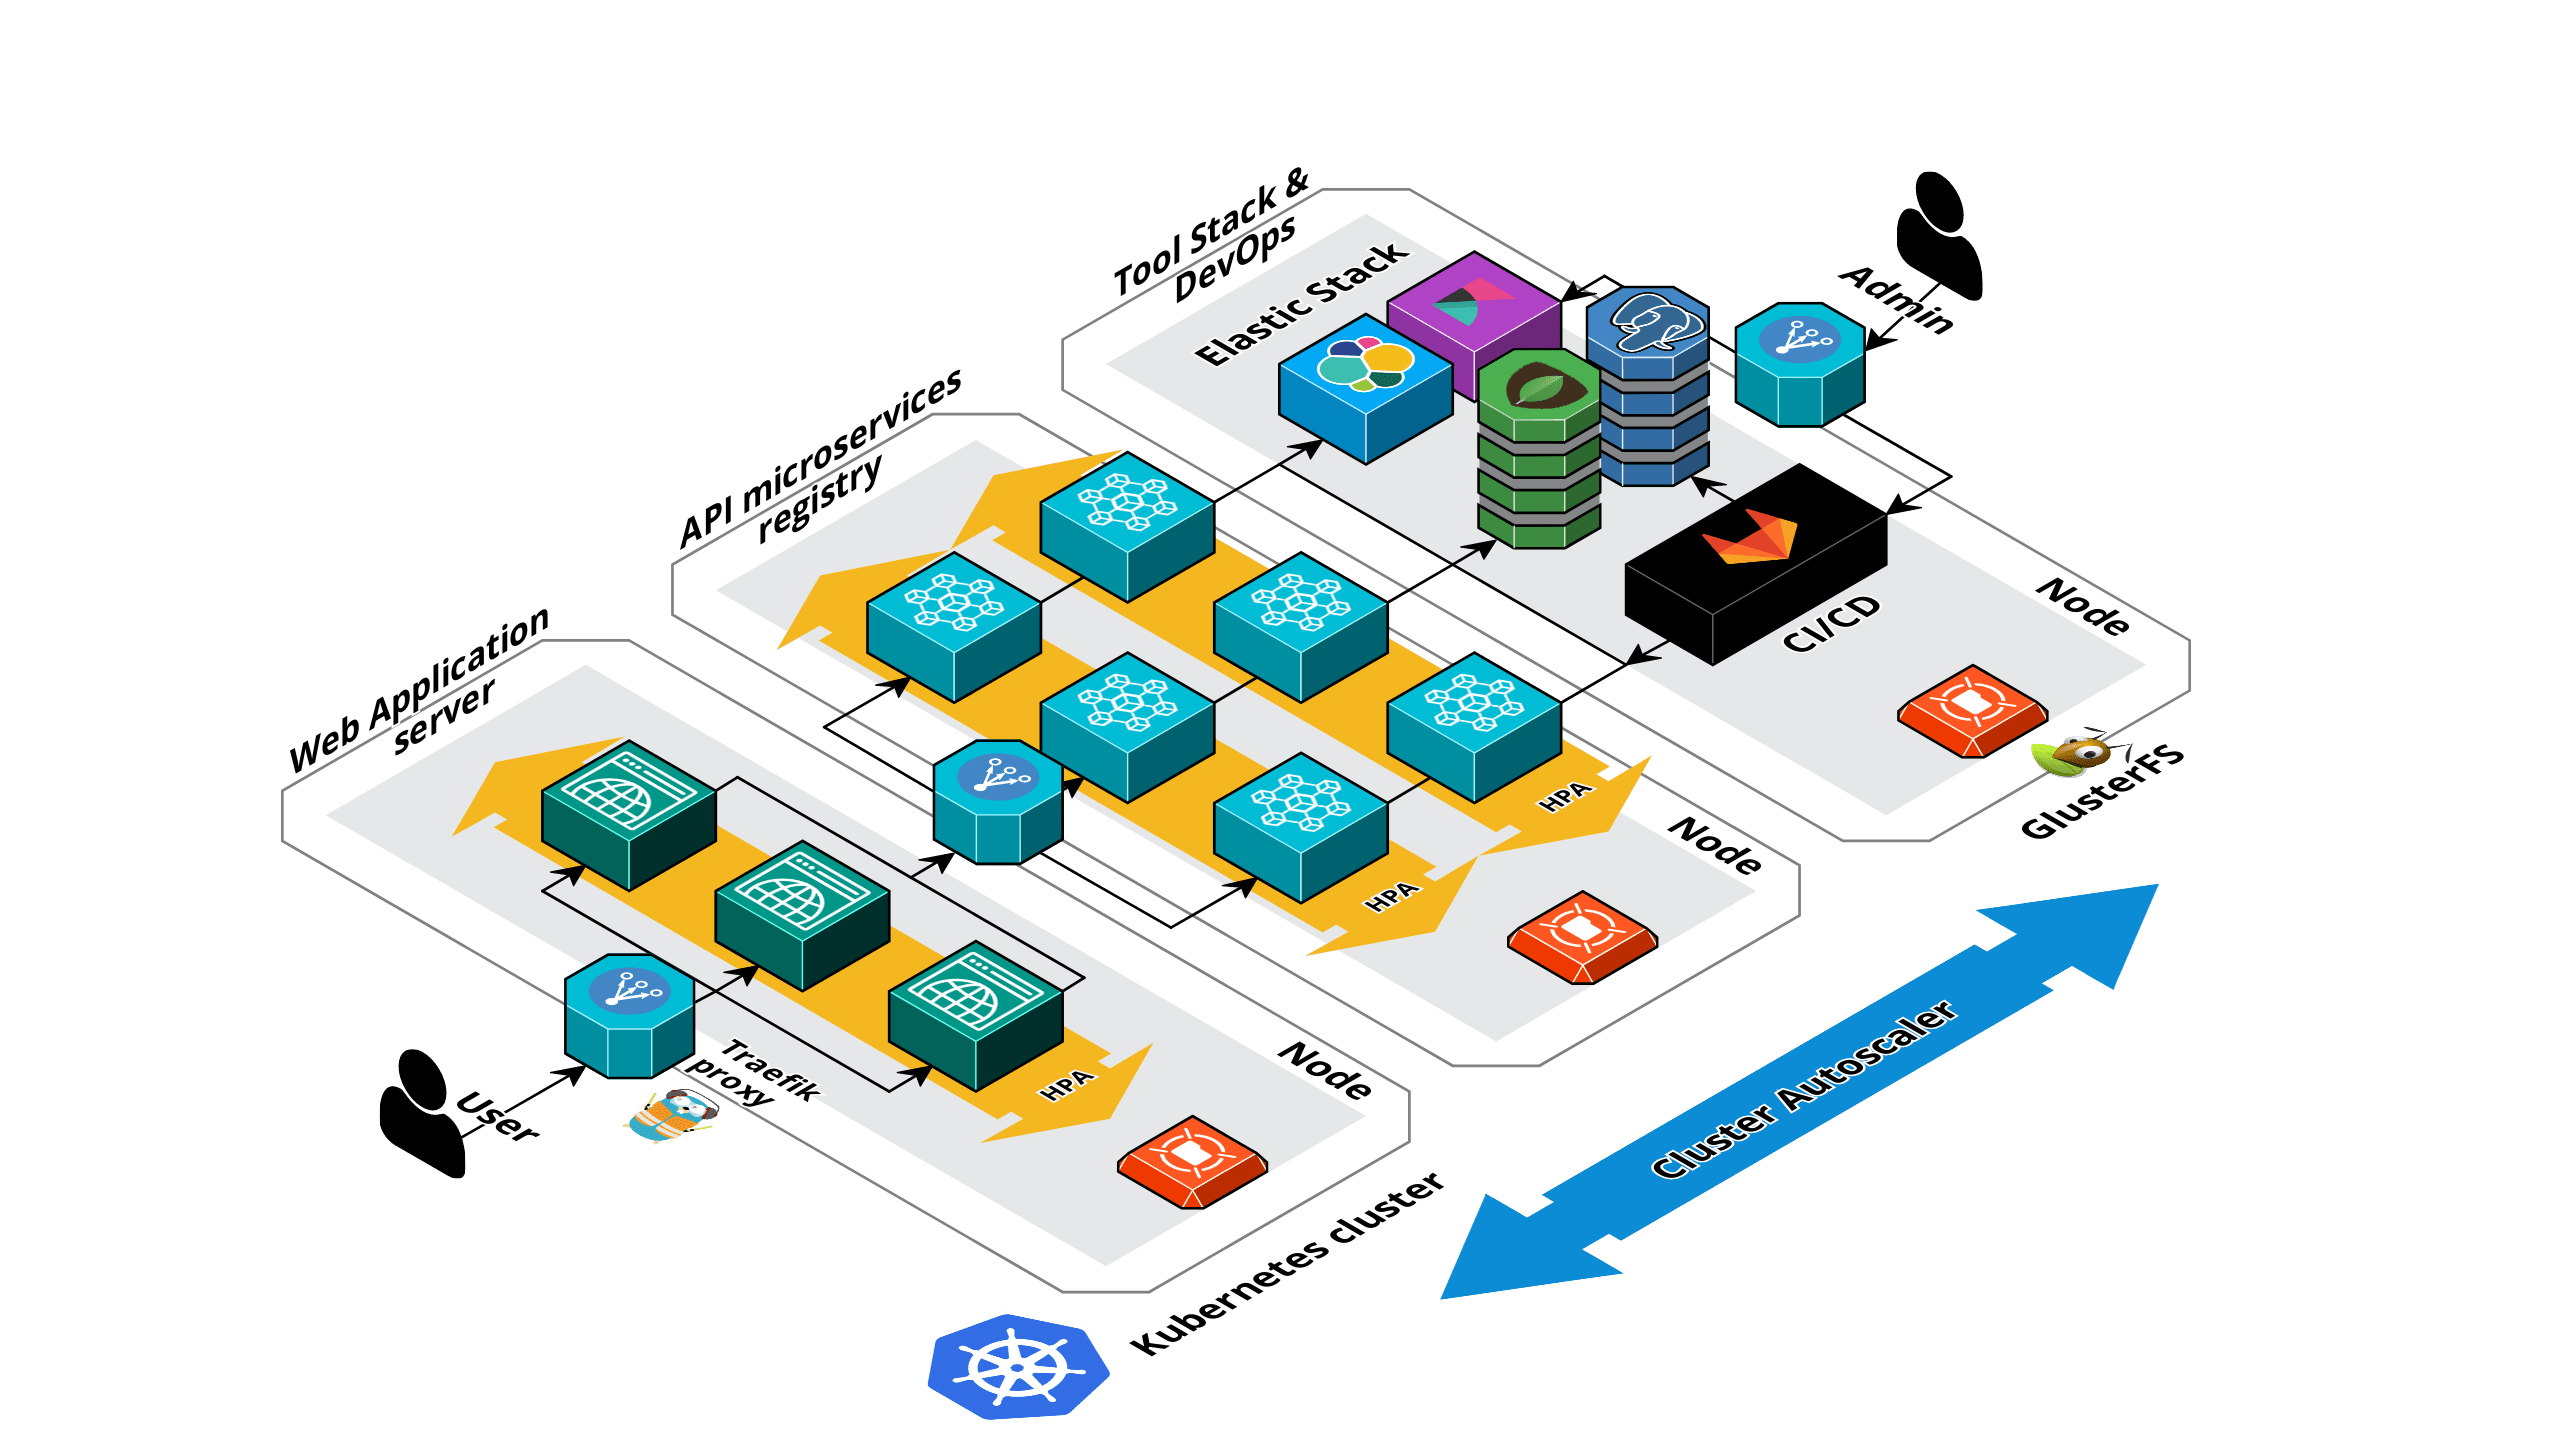 Tool Stack &
DevOps
Elastic Stack
Admin
API microservices
registry
Web Application
server
Node
CI/CD
GlusterFS
HPA
Node
HPA
Node
HPA
Traefik
proxy
User
Cluster Autoscaler
Kubernetes cluster